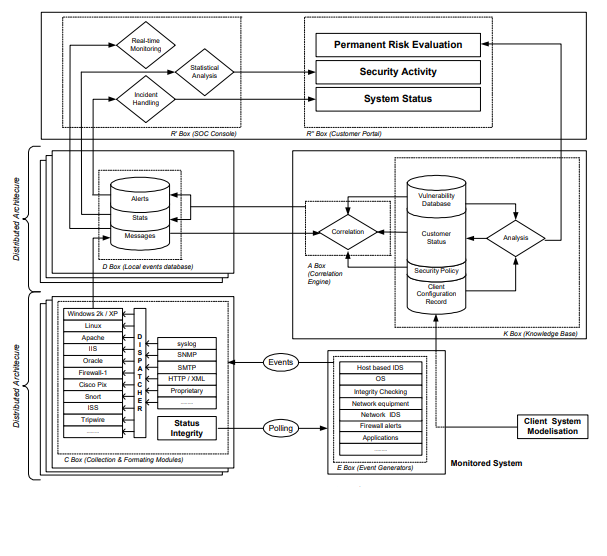 Real-time
Monitoring
Statistical
Analysis
Incident
Handling
R' Box (SOC Console)
Permanent Risk Evaluation
Security Activity
System Status
R'' Box (Customer Portal)
Distributed Architecure
Alerts
Stats
Messages
D Box (Local events database)
Correlation
A Box
(Correlation
Engine)
Vulnerability
Database
Customer
Status
Security Policy
Client
Configuration
Record
Analysis
K Box (Knowledge Base)
Distributed Architecure
Windows 2k / XP
Linux
Apache
IIS
Oracle
Firewall-1
Cisco Pix
Snort
ISS
Tripwire
......
D
I
S
P
A
T
C
H
E
R
syslog
SNMP
SMTP
HTTP / XML
Proprietary
.......
Status
Integrity
C Box (Collection & Formating Modules)
Events
Polling
Host based IDS
OS
Integrity Checking
Network equipment
Network IDS
Firewall alerts
Applications
......
E Box (Event Generators)
Monitored System
Client System
Modelisation